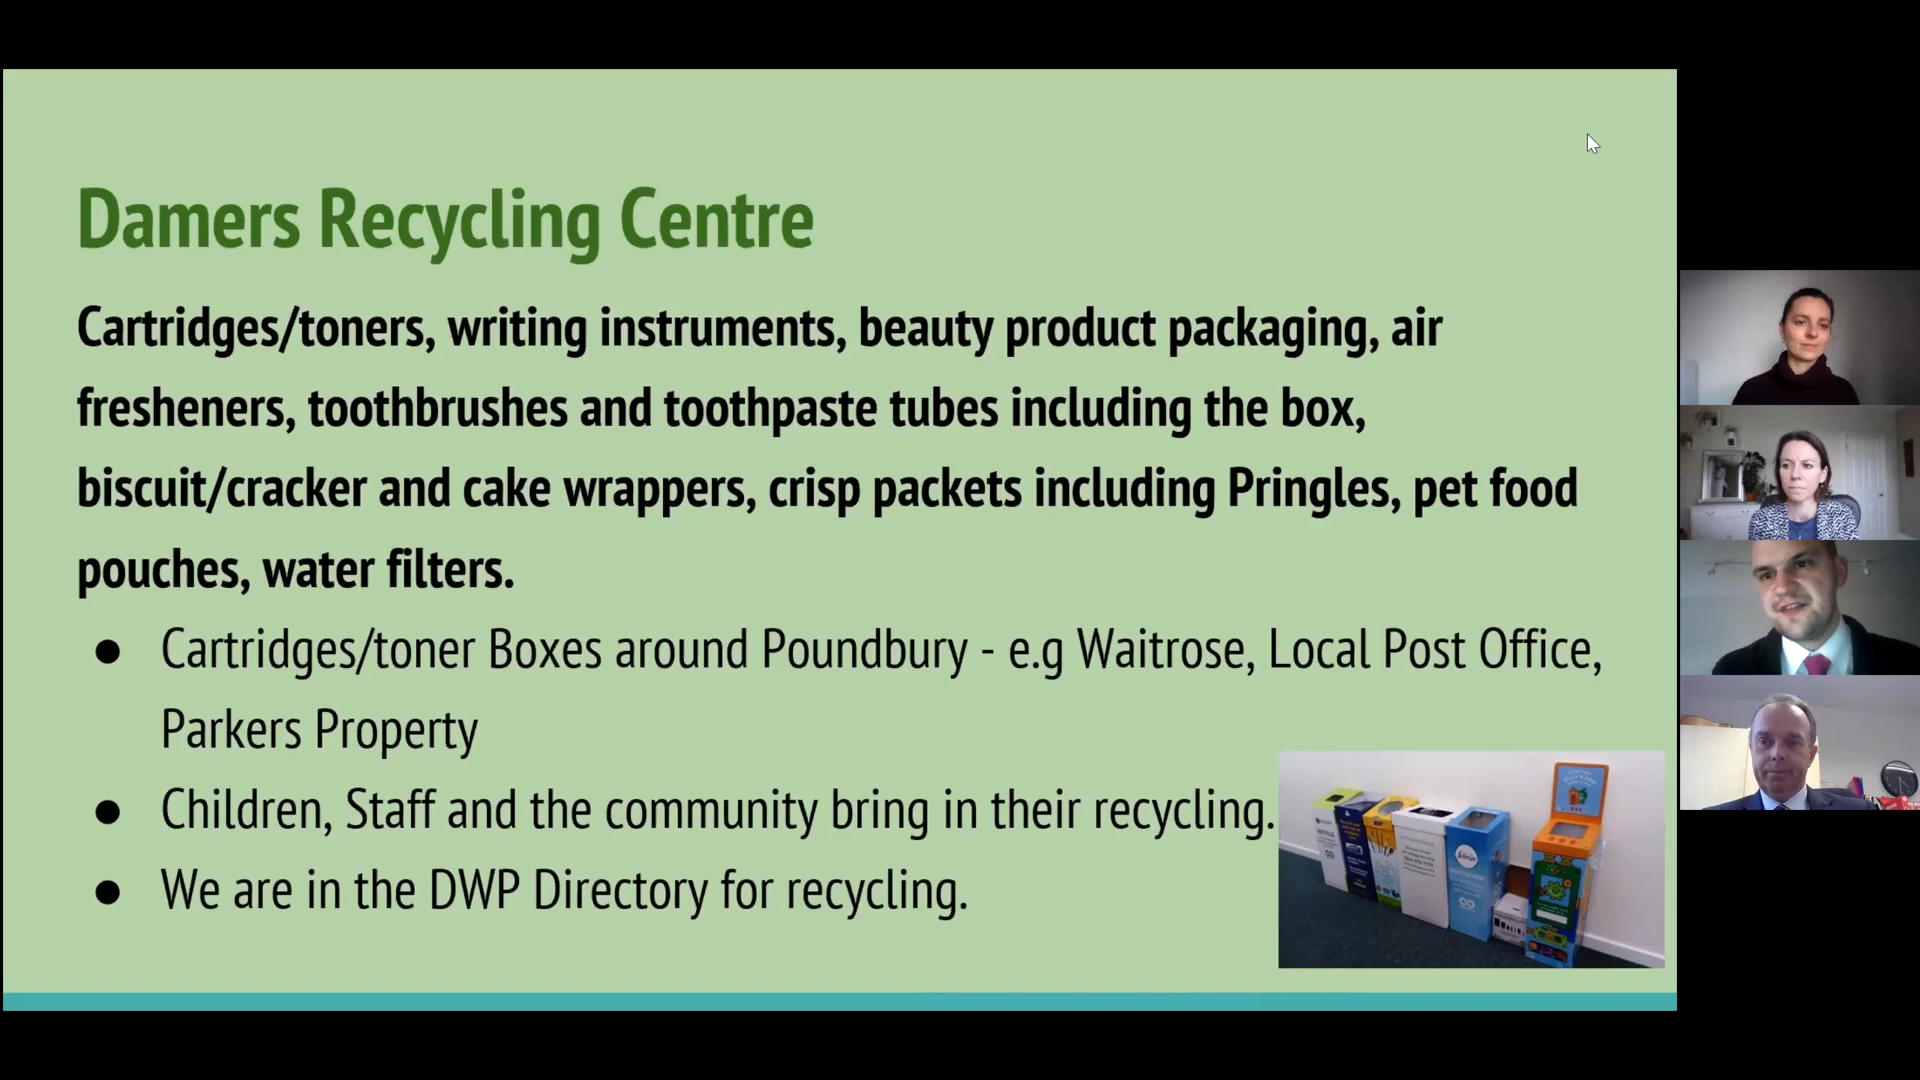 Damers Recycling Centre
Cartridges/toners, writing instruments, beauty product packaging, air
fresheners, toothbrushes and toothpaste tubes including the box,
biscuit/cracker and cake wrappers, crisp packets including Pringles, pet food
pouches, water filters.
● Cartridges/toner Boxes around Poundbury - e.g Waitrose, Local Post Office,
Parkers Property
● Children, Staff and the community bring in their recycling.
● We are in the DWP Directory for recycling.